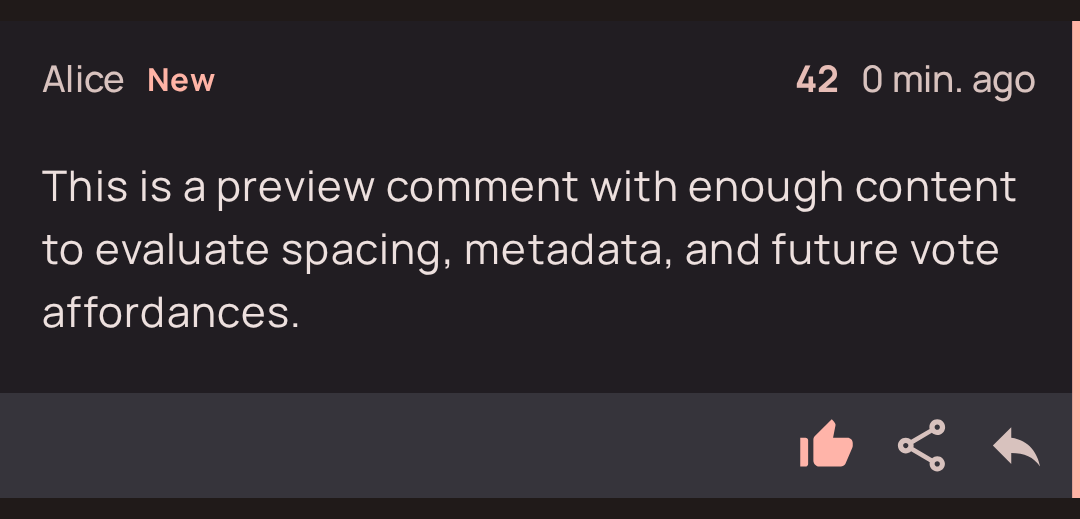 Alice New 42 0 min. ago
This is a preview comment with enough content
to evaluate spacing, metadata, and future vote
affordances.